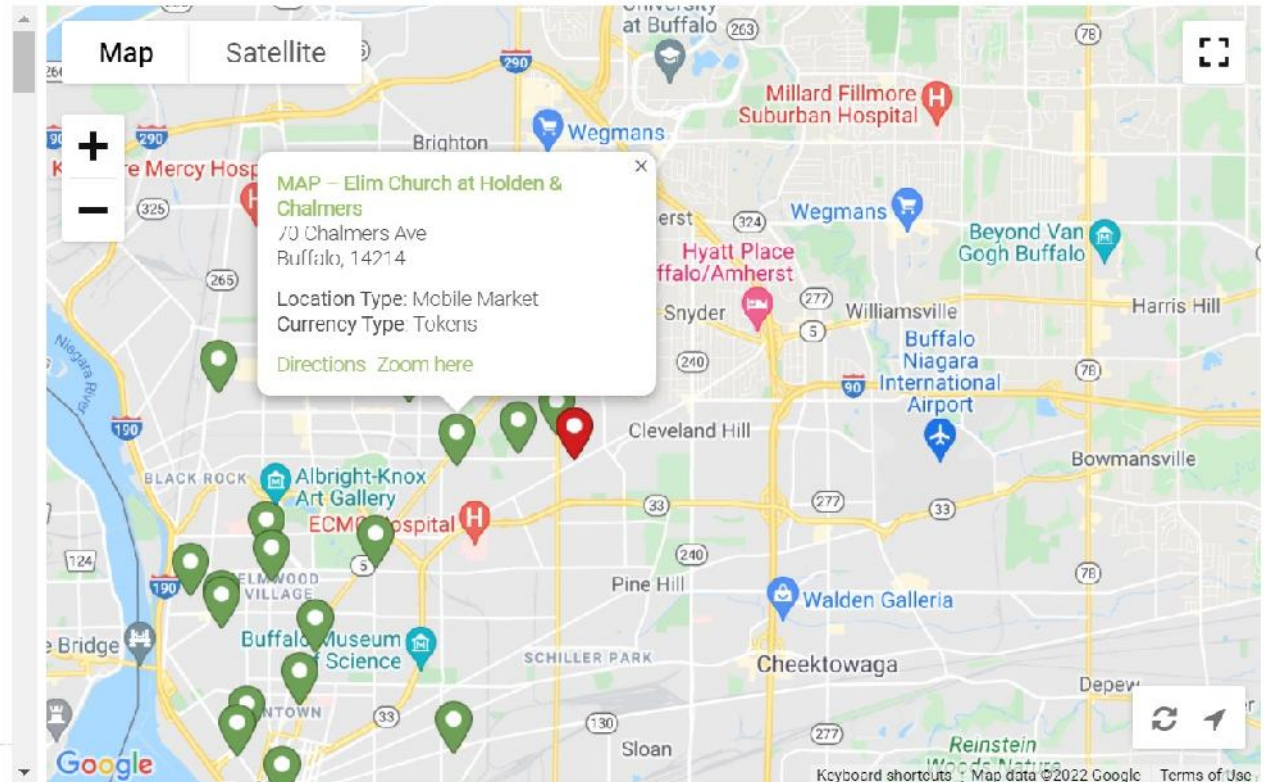 University
at Buffalo
263
78
Map
Satellite
290
Millard Fillmore
Suburban Hospital
H
+
290
Brighton
Wegmans
re Mercy Hosp
H
−
325
×
MAP – Elim Church at Holden &
Chalmers
70 Chalmers Ave
Buffalo, 14214
Location Type: Mobile Market
Currency Type: Tokens
Directions Zoom here
erst
324
Wegmans
Beyond Van
Gogh Buffalo
Hyatt Place
ffalo/Amherst
265
277
Snyder
Williamsville
Harris Hill
5
Niagara
River
Buffalo
Niagara
International
Airport
240
78
90
190
Cleveland Hill
Bowmansville
BLACK ROCK
Albright-Knox
Art Gallery
33
277
33
ECMC Hospital
H
124
5
240
78
190
ELMWOOD
VILLAGE
Pine Hill
Walden Galleria
e Bridge
Buffalo Museum
of Science
SCHILLER PARK
Cheektowaga
Depew
NTOWN
33
130
277
Sloan
Reinstein
Woods Nature
Google
Keyboard shortcuts
Map data ©2022 Google
Terms of Use